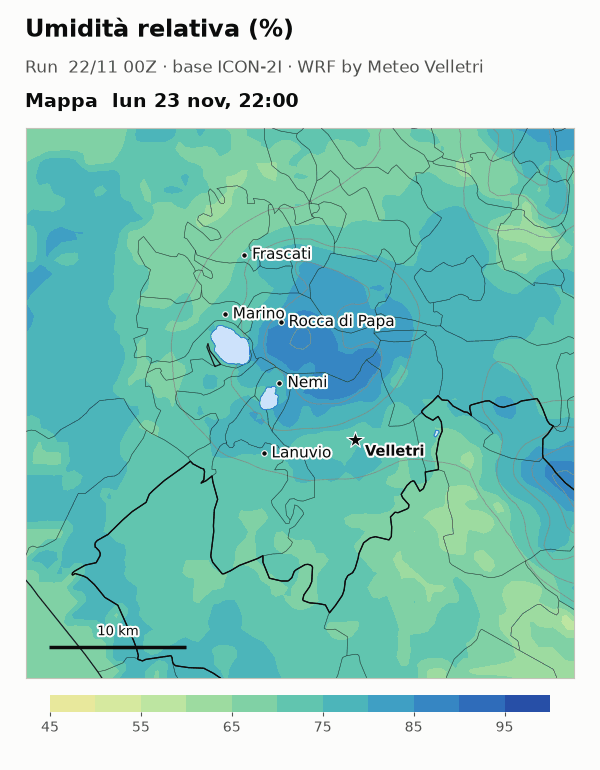 Umidità relativa (%)
Run  22/11 00Z · base ICON-2I · WRF by Meteo Velletri
Mappa  lun 23 nov, 22:00
Frascati
Marino
Rocca di Papa
Nemi
Velletri
Lanuvio
10 km
45 55 65 75 85 95